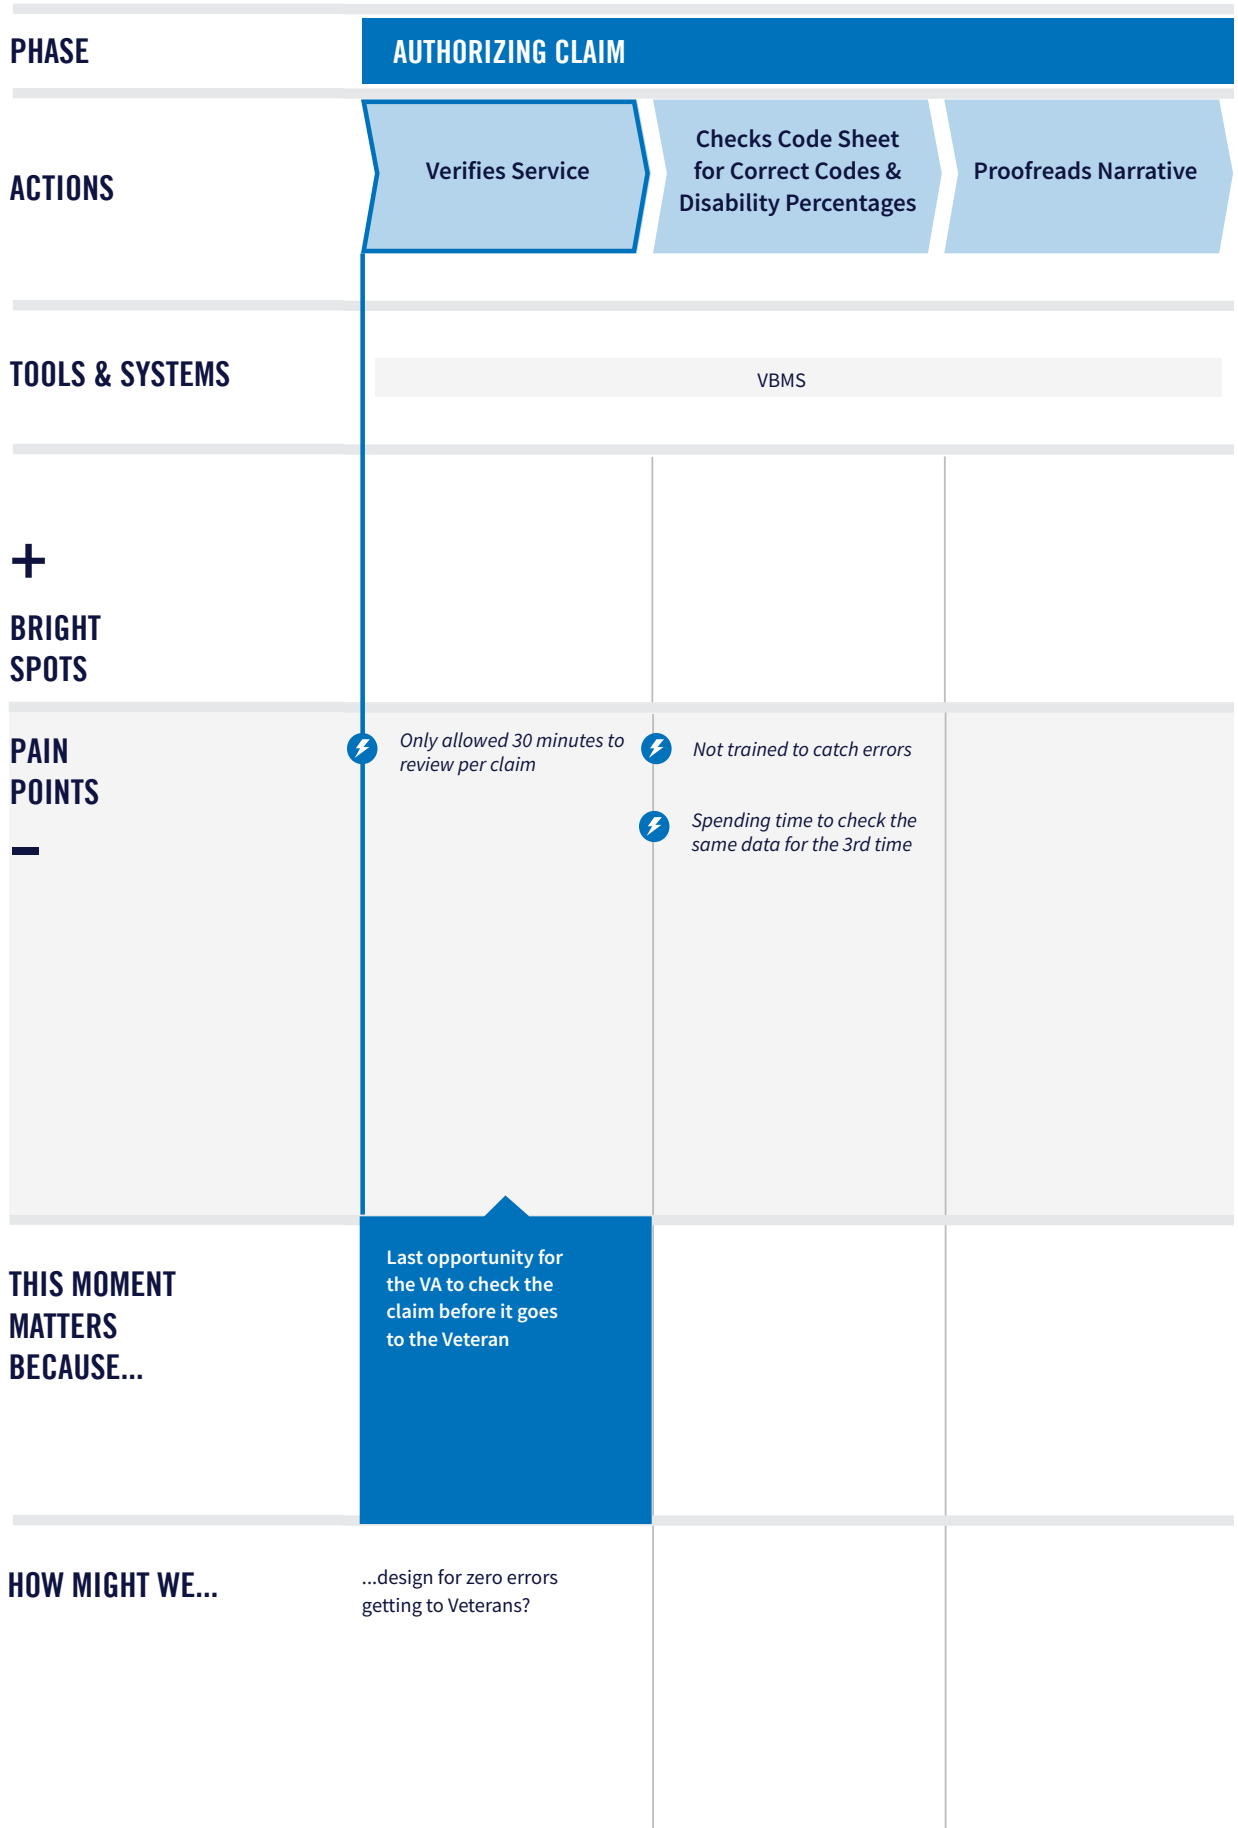 PHASE
AUTHORIZING CLAIM
ACTIONS
Verifies Service
Checks Code Sheet
for Correct Codes &
Disability Percentages
Proofreads Narrative
TOOLS & SYSTEMS
VBMS
+
BRIGHT
SPOTS
PAIN
POINTS
-
Only allowed 30 minutes to
review per claim
Not trained to catch errors
Spending time to check the
same data for the 3rd time
THIS MOMENT
MATTERS
BECAUSE...
Last opportunity for
the VA to check the
claim before it goes
to the Veteran
HOW MIGHT WE...
...design for zero errors
getting to Veterans?